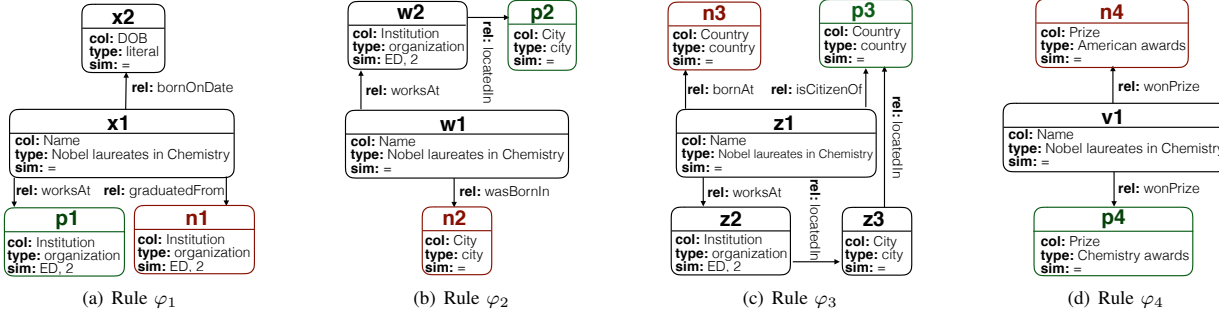 x2
col: DOB
type: literal
sim: =
rel: bornOnDate
x1
col: Name
type: Nobel laureates in Chemistry
sim: =
rel: worksAt
rel: graduatedFrom
p1
col: Institution
type: organization
sim: ED, 2
n1
col: Institution
type: organization
sim: ED, 2
(a) Rule φ1
w2
col: Institution
type: organization
sim: ED, 2
rel: locatedIn
p2
col: City
type: city
sim: =
rel: worksAt
w1
col: Name
type: Nobel laureates in Chemistry
sim: =
rel: wasBornIn
n2
col: City
type: city
sim: =
(b) Rule φ2
n3
col: Country
type: country
sim: =
p3
col: Country
type: country
sim: =
rel: bornAt
rel: isCitizenOf
rel: locatedIn
z1
col: Name
type: Nobel laureates in Chemistry
sim: =
rel: worksAt
rel: locatedIn
z2
col: Institution
type: organization
sim: ED, 2
z3
col: City
type: city
sim: =
(c) Rule φ3
n4
col: Prize
type: American awards
sim: =
rel: wonPrize
v1
col: Name
type: Nobel laureates in Chemistry
sim: =
rel: wonPrize
p4
col: Prize
type: Chemistry awards
sim: =
(d) Rule φ4